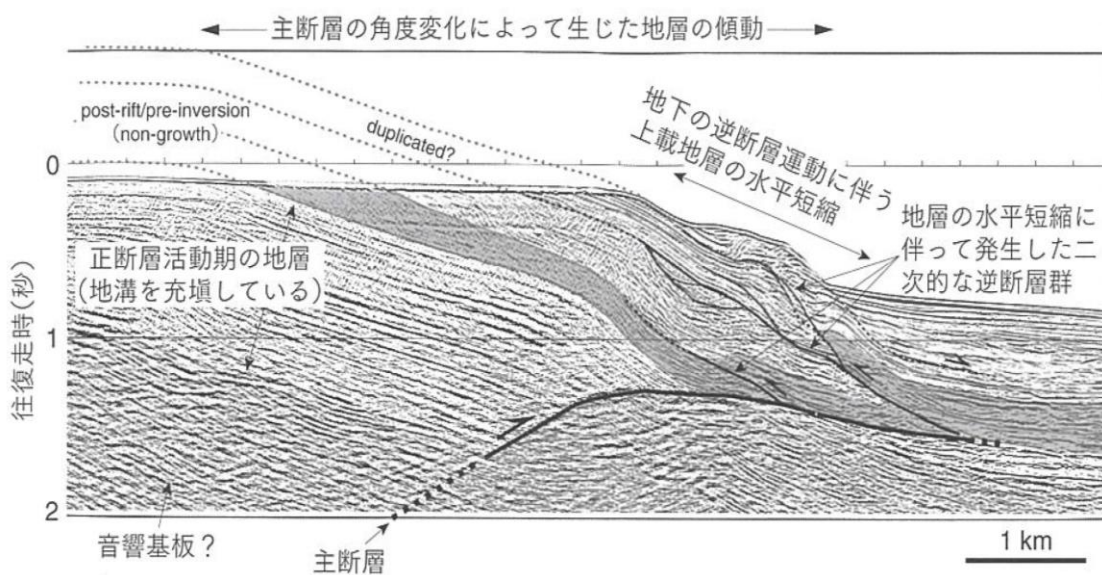 主断層の角度変化によって生じた地層の傾動
post-rift/pre-inversion
(non-growth)
duplicated?
地下の逆断層運動に伴う
上載地層の水平短縮
地層の水平短縮に
伴って発生した二
次的な逆断層群
正断層活動期の地層
(地溝を充塡している)
0
1
2
往復走時(秒)
音響基板?
主断層
1 km